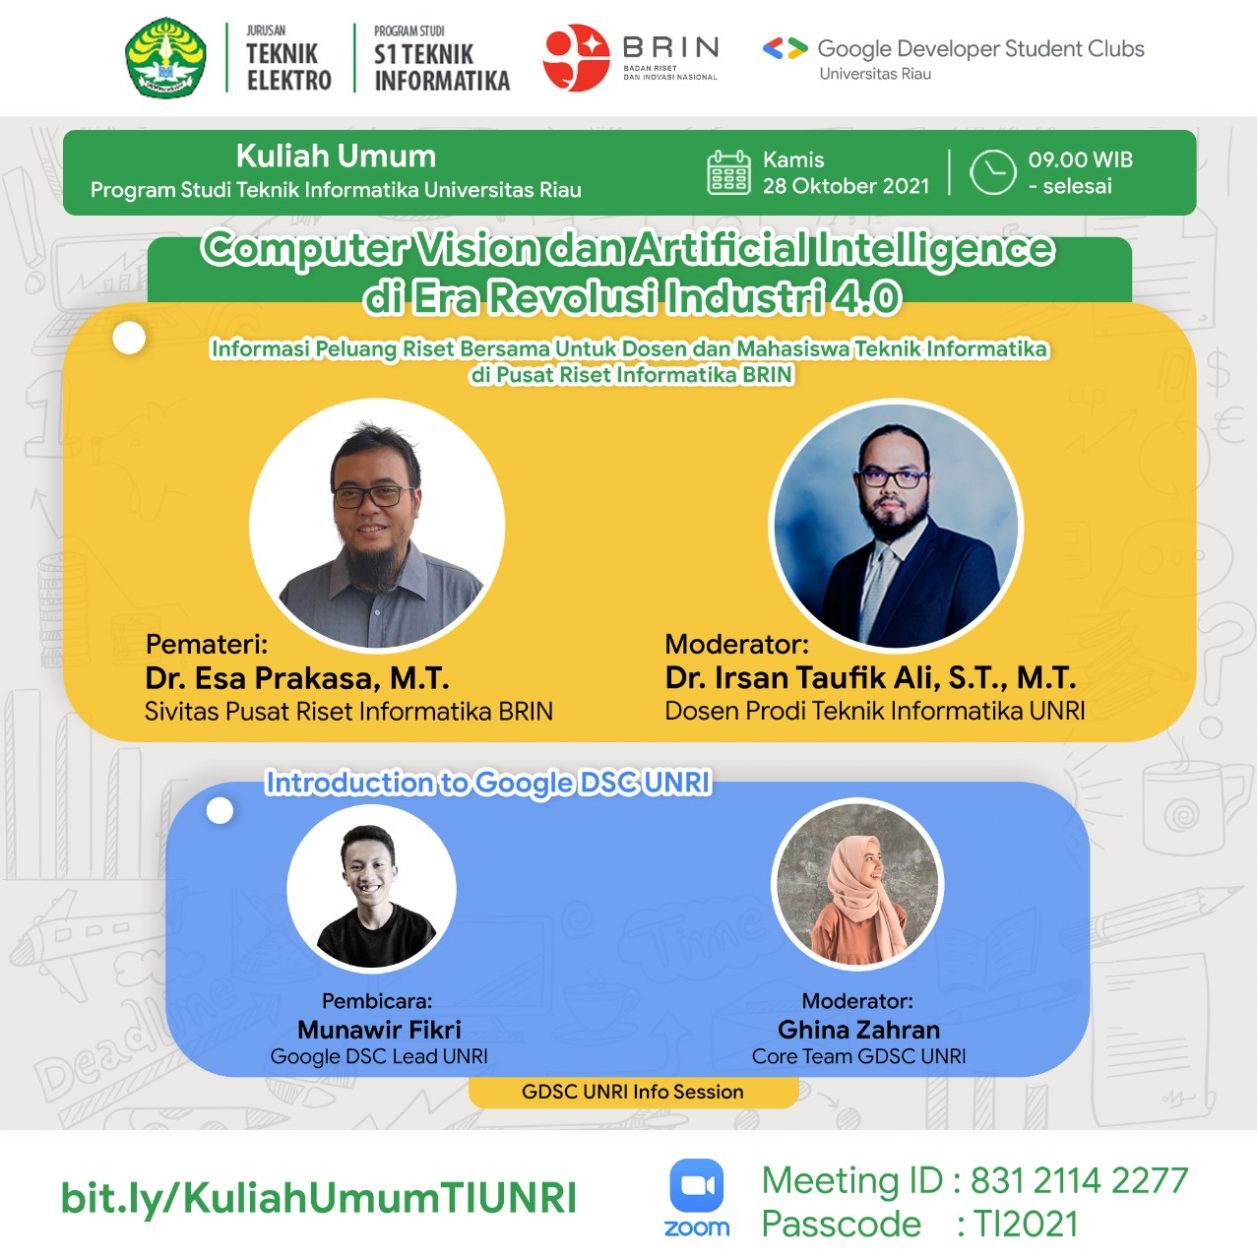 JURUSAN
TEKNIK
ELEKTRO
PROGRAM STUDI
S1 TEKNIK
INFORMATIKA
BRIN
BADAN RISET
DAN INOVASI NASIONAL
Google Developer Student Clubs
Universitas Riau
Kuliah Umum
Program Studi Teknik Informatika Universitas Riau
Kamis
28 Oktober 2021
09.00 WIB
- selesai
Computer Vision dan Artificial Intelligence
di Era Revolusi Industri 4.0
Informasi Peluang Riset Bersama Untuk Dosen dan Mahasiswa Teknik Informatika
di Pusat Riset Informatika BRIN
up
Pemateri:
Dr. Esa Prakasa, M.T.
Sivitas Pusat Riset Informatika BRIN
Moderator:
Dr. Irsan Taufik Ali, S.T., M.T.
Dosen Prodi Teknik Informatika UNRI
Introduction to Google DSC UNRI
Time
Deadline
Pembicara:
Munawir Fikri
Google DSC Lead UNRI
Moderator:
Ghina Zahran
Core Team GDSC UNRI
GDSC UNRI Info Session
bit.ly/KuliahUmumTIUNRI
zoom
Meeting ID : 831 2114 2277
Passcode : TI2021